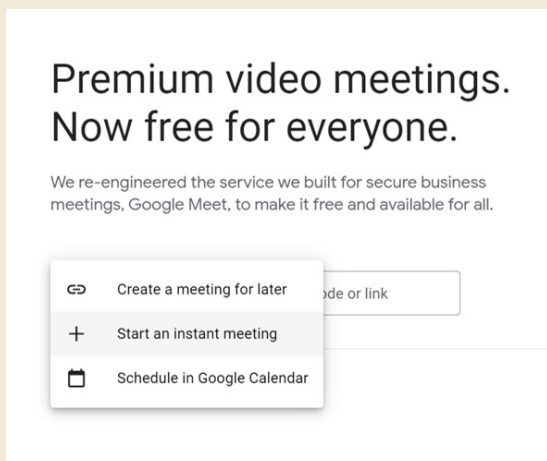 Premium video meetings.
Now free for everyone.
We re-engineered the service we built for secure business
meetings, Google Meet, to make it free and available for all.
Create a meeting for later
or link
Start an instant meeting
Schedule in Google Calendar